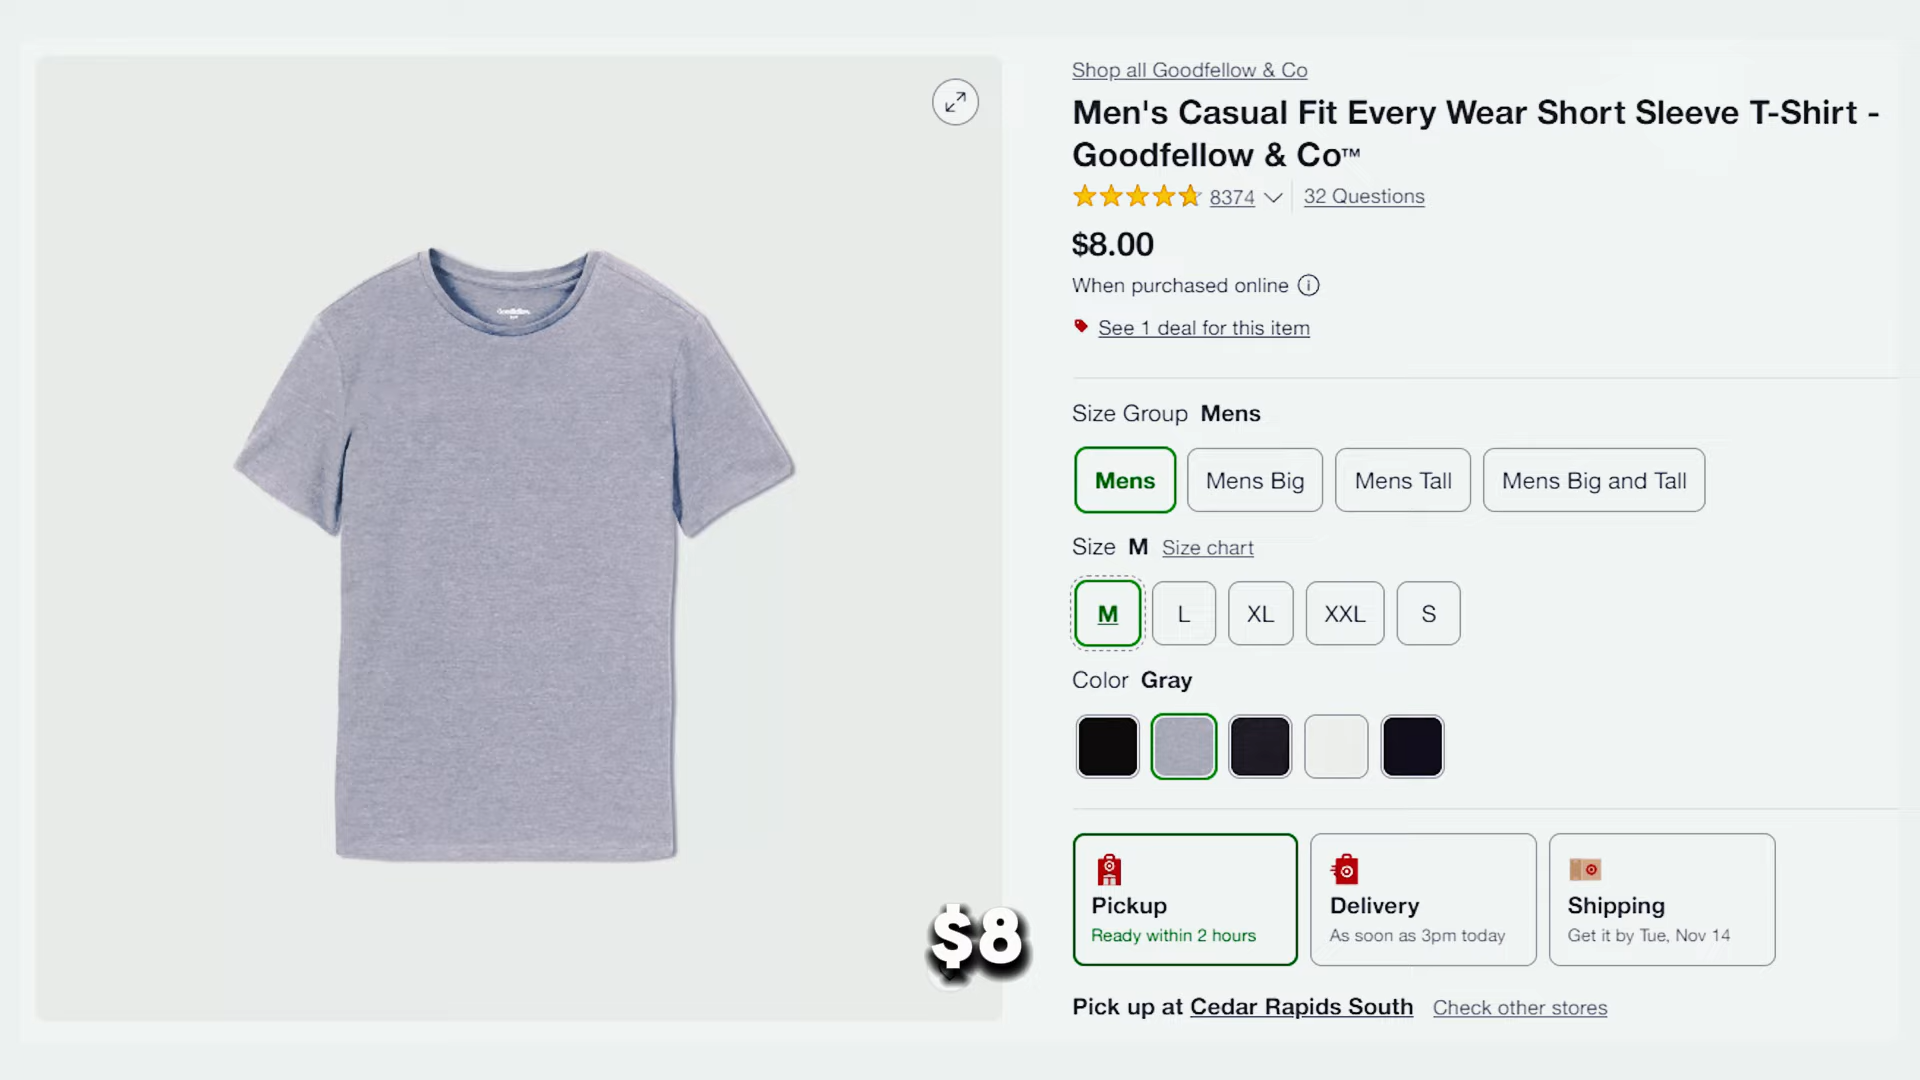 Shop all Goodfellow & Co
Men's Casual Fit Every Wear Short Sleeve T-Shirt -
Goodfellow & Co™
8374
32 Questions
$8.00
When purchased online
See 1 deal for this item
Size Group Mens
Mens
Mens Big
Mens Tall
Mens Big and Tall
Size M Size chart
M
L
XL
XXL
S
Color Gray
Pickup
Ready within 2 hours
Delivery
As soon as 3pm today
Shipping
Get it by Tue, Nov 14
Pick up at Cedar Rapids South Check other stores
Goodfellow
$8